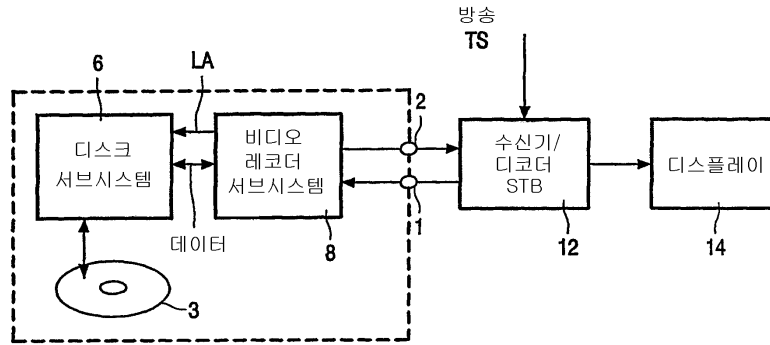 방송
TS
6
LA
2
디스크
서브시스템
비디오
레코더
서브시스템
수신기/
디코더
STB
디스플레이
데이터
8
1
12
14
3